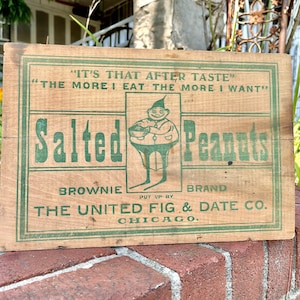 "IT'S THAT AFTER TASTE"
"THE MORE I EAT THE MORE I WANT"
Salted Peanuts
BROWNIE BRAND
PUT UP BY
THE UNITED FIG & DATE CO.
CHICAGO.